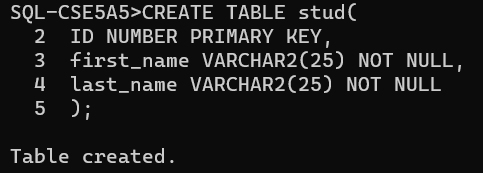 SQL-CSE5A5>CREATE TABLE stud(
  2  ID NUMBER PRIMARY KEY,
  3  first_name VARCHAR2(25) NOT NULL,
  4  last_name VARCHAR2(25) NOT NULL
  5  );

Table created.